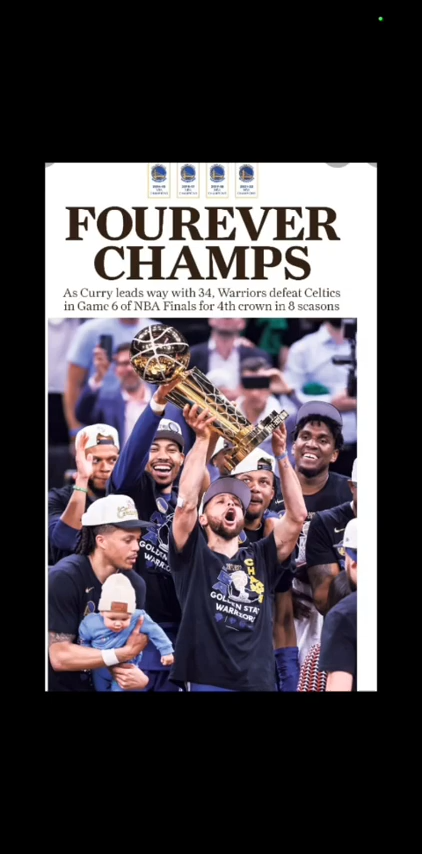 FOUREVER
CHAMPS
As Curry leads way with 34, Warriors defeat Celtics
in Game 6 of NBA Finals for 4th crown in 8 seasons
GOLDEN STATE
WARRIORS